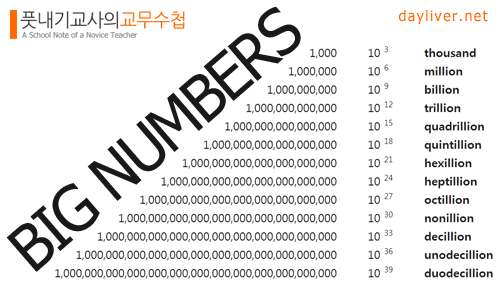 풋내기교사의교무수첩
A School Note of a Novice Teacher
dayliver.net
BIG NUMBERS
1,000 10 3 thousand
1,000,000 10 6 million
1,000,000,000 10 9 billion
1,000,000,000,000 10 12 trillion
1,000,000,000,000,000 10 15 quadrillion
1,000,000,000,000,000,000 10 18 quintillion
1,000,000,000,000,000,000,000 10 21 hexillion
1,000,000,000,000,000,000,000,000 10 24 heptillion
1,000,000,000,000,000,000,000,000,000 10 27 octillion
1,000,000,000,000,000,000,000,000,000,000 10 30 nonillion
1,000,000,000,000,000,000,000,000,000,000,000 10 33 decillion
1,000,000,000,000,000,000,000,000,000,000,000,000 10 36 unodecillion
1,000,000,000,000,000,000,000,000,000,000,000,000,000 10 39 duodecillion